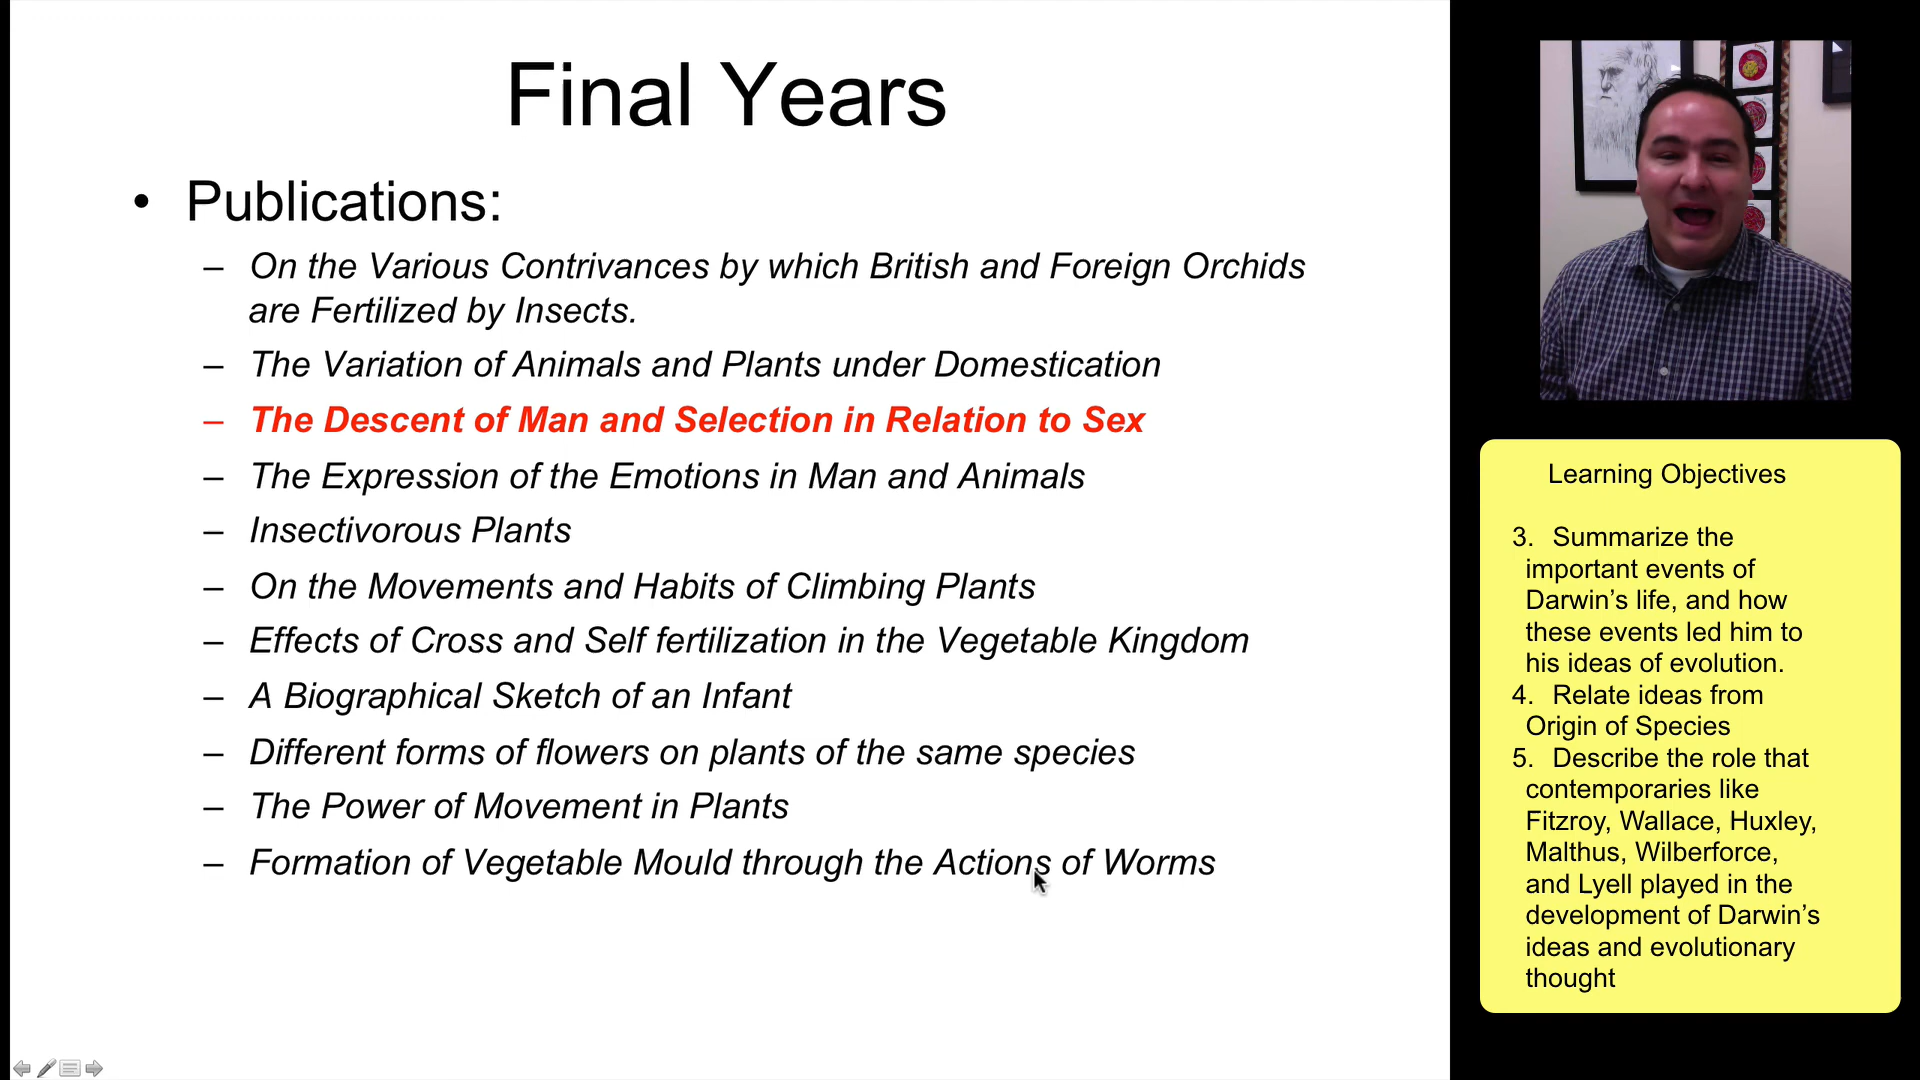 Final Years
• Publications:
– On the Various Contrivances by which British and Foreign Orchids
are Fertilized by Insects.
– The Variation of Animals and Plants under Domestication
– The Descent of Man and Selection in Relation to Sex
– The Expression of the Emotions in Man and Animals
– Insectivorous Plants
– On the Movements and Habits of Climbing Plants
– Effects of Cross and Self fertilization in the Vegetable Kingdom
– A Biographical Sketch of an Infant
– Different forms of flowers on plants of the same species
– The Power of Movement in Plants
– Formation of Vegetable Mould through the Actions of Worms
Learning Objectives
3. Summarize the
important events of
Darwin’s life, and how
these events led him to
his ideas of evolution.
4. Relate ideas from
Origin of Species
5. Describe the role that
contemporaries like
Fitzroy, Wallace, Huxley,
Malthus, Wilberforce,
and Lyell played in the
development of Darwin’s
ideas and evolutionary
thought